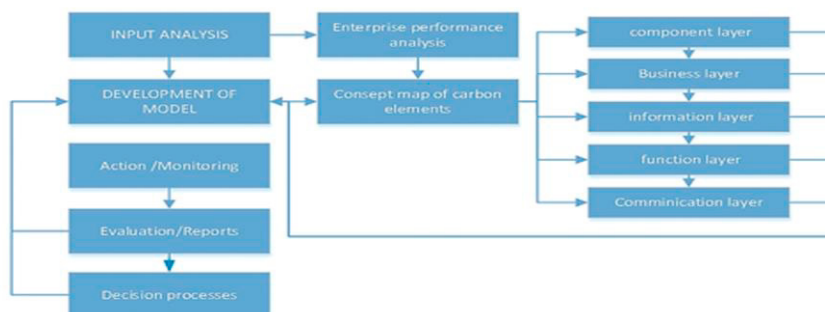 INPUT ANALYSIS
Enterprise performance
analysis
component layer
DEVELOPMENT OF
MODEL
Consept map of carbon
elements
Business layer
information layer
Action /Monitoring
function layer
Evaluation/Reports
Comminication layer
Decision processes